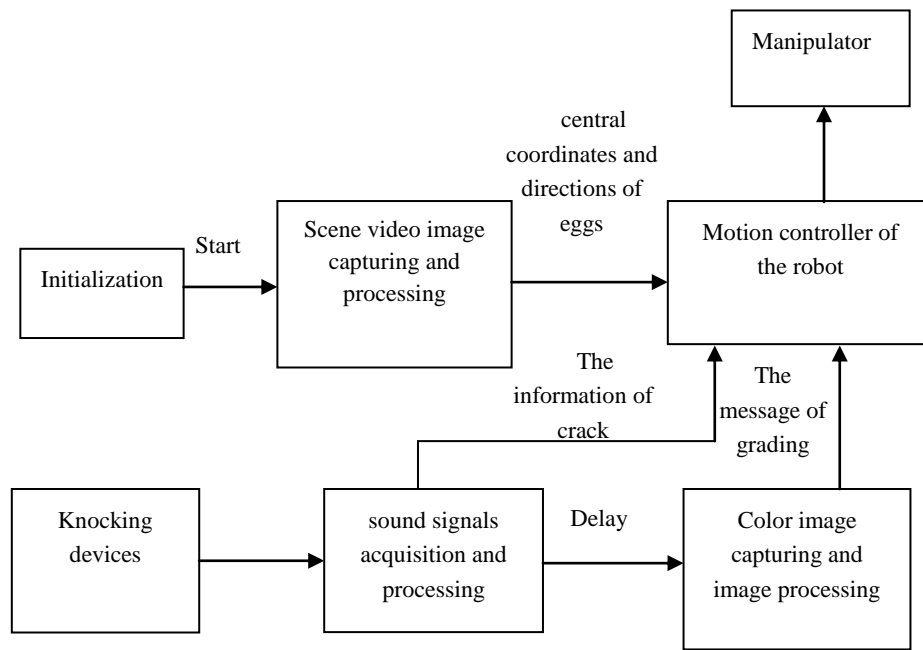 Manipulator
central
coordinates and
directions of
eggs
Scene video image
capturing and
processing
Motion controller of
the robot
Start
Initialization
The
information of
crack
The
message of
grading
Knocking
devices
sound signals
acquisition and
processing
Delay
Color image
capturing and
image processing